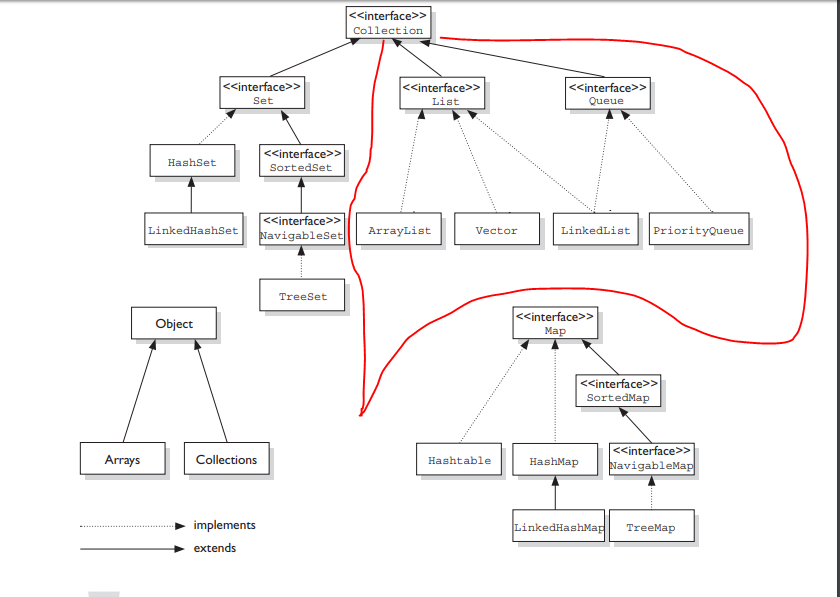 <<interface>>
Collection
<<interface>>
Set
<<interface>>
List
<<interface>>
Queue
HashSet
<<interface>>
SortedSet
LinkedHashSet
<<interface>>
NavigableSet
ArrayList
Vector
LinkedList
PriorityQueue
TreeSet
Object
<<interface>>
Map
<<interface>>
SortedMap
Arrays
Collections
Hashtable
HashMap
<<interface>>
NavigableMap
LinkedHashMap
TreeMap
implements
extends